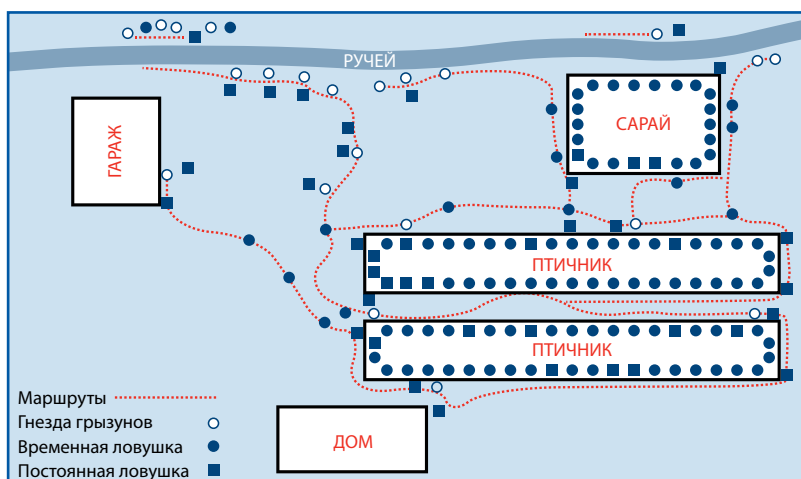 РУЧЕЙ
ГАРАЖ
САРАЙ
ПТИЧНИК
ПТИЧНИК
ДОМ
Маршруты
Гнезда грызунов
Временная ловушка
Постоянная ловушка